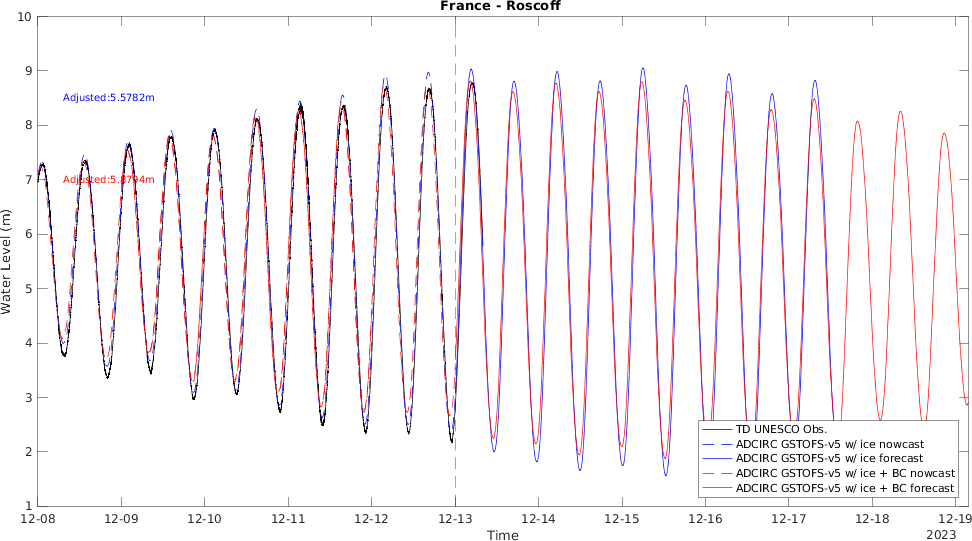 France - Roscoff
10
9
8
7
6
5
4
3
2
1
Water Level (m)
Adjusted:5.5782m
Adjusted:5.8794m
TD UNESCO Obs.
ADCIRC GSTOFS-v5 w/ ice nowcast
ADCIRC GSTOFS-v5 w/ ice forecast
ADCIRC GSTOFS-v5 w/ ice + BC nowcast
ADCIRC GSTOFS-v5 w/ ice + BC forecast
12-08 12-09 12-10 12-11 12-12 12-13 12-14 12-15 12-16 12-17 12-18 12-19
Time
2023